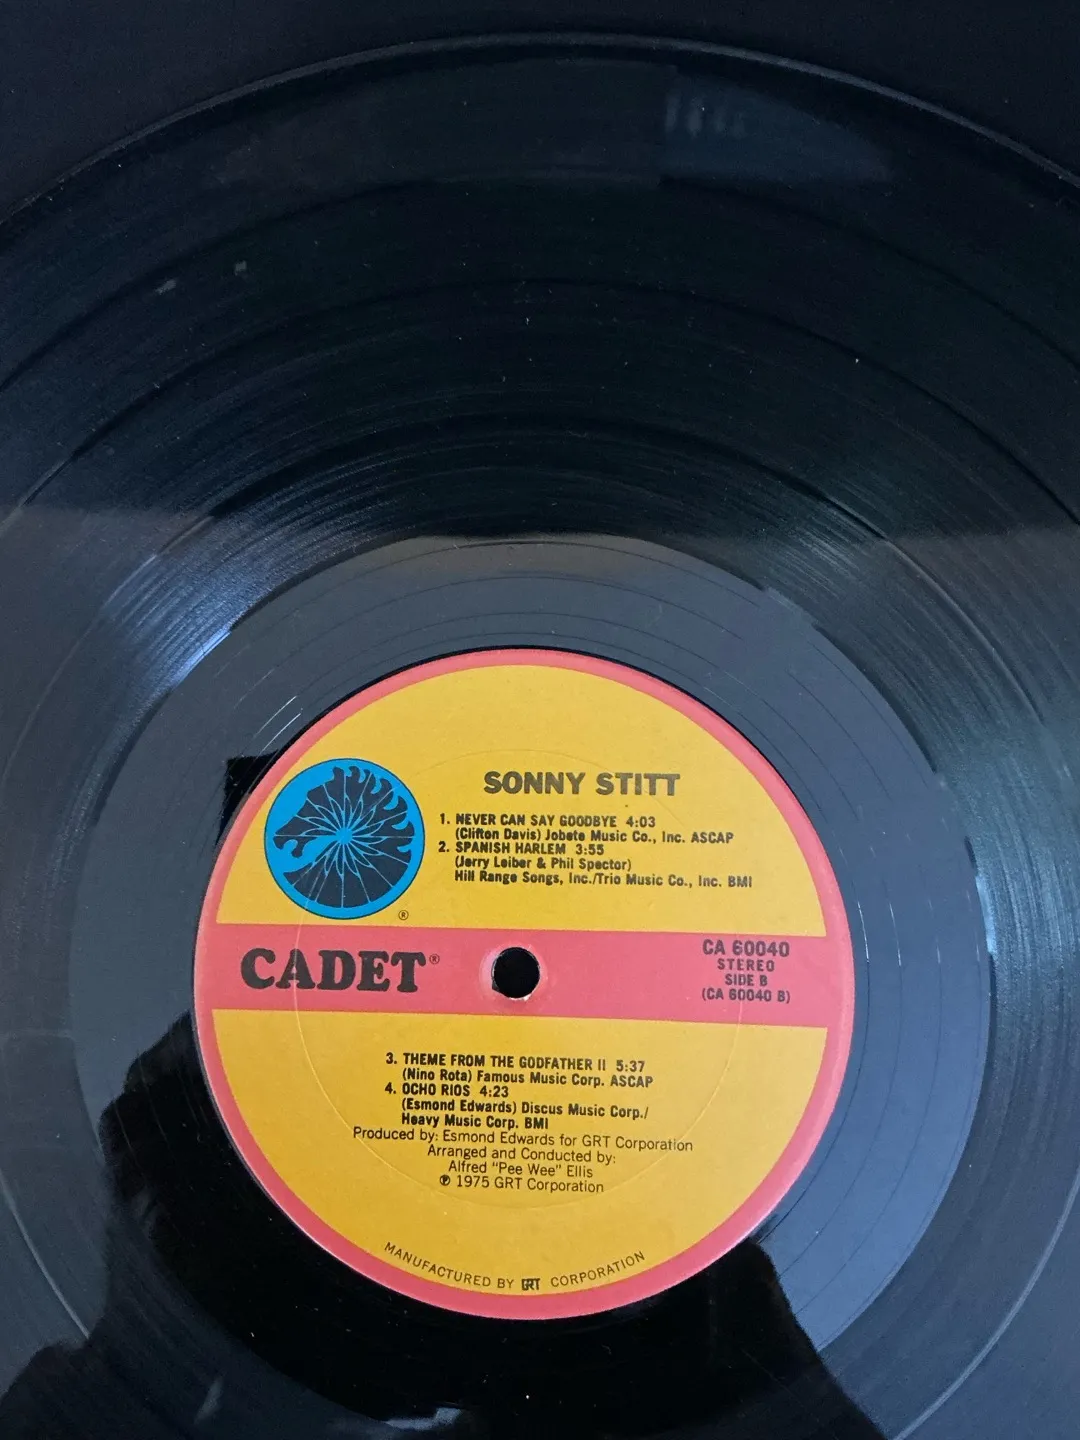 SONNY STITT
1. NEVER CAN SAY GOODBYE 4:03
(Clifton Davis) Jobete Music Co., Inc. ASCAP
2. SPANISH HARLEM 3:55
(Jerry Leiber & Phil Spector)
Hill Range Songs, Inc./Trio Music Co., Inc. BMI
®
CADET®
CA 60040
STEREO
SIDE B
(CA 60040 B)
3. THEME FROM THE GODFATHER II 5:37
(Nino Rota) Famous Music Corp. ASCAP
4. OCHO RIOS 4:23
(Esmond Edwards) Discus Music Corp./
Heavy Music Corp. BMI
Produced by: Esmond Edwards for GRT Corporation
Arranged and Conducted by:
Alfred "Pee Wee" Ellis
℗ 1975 GRT Corporation
MANUFACTURED BY GRT CORPORATION